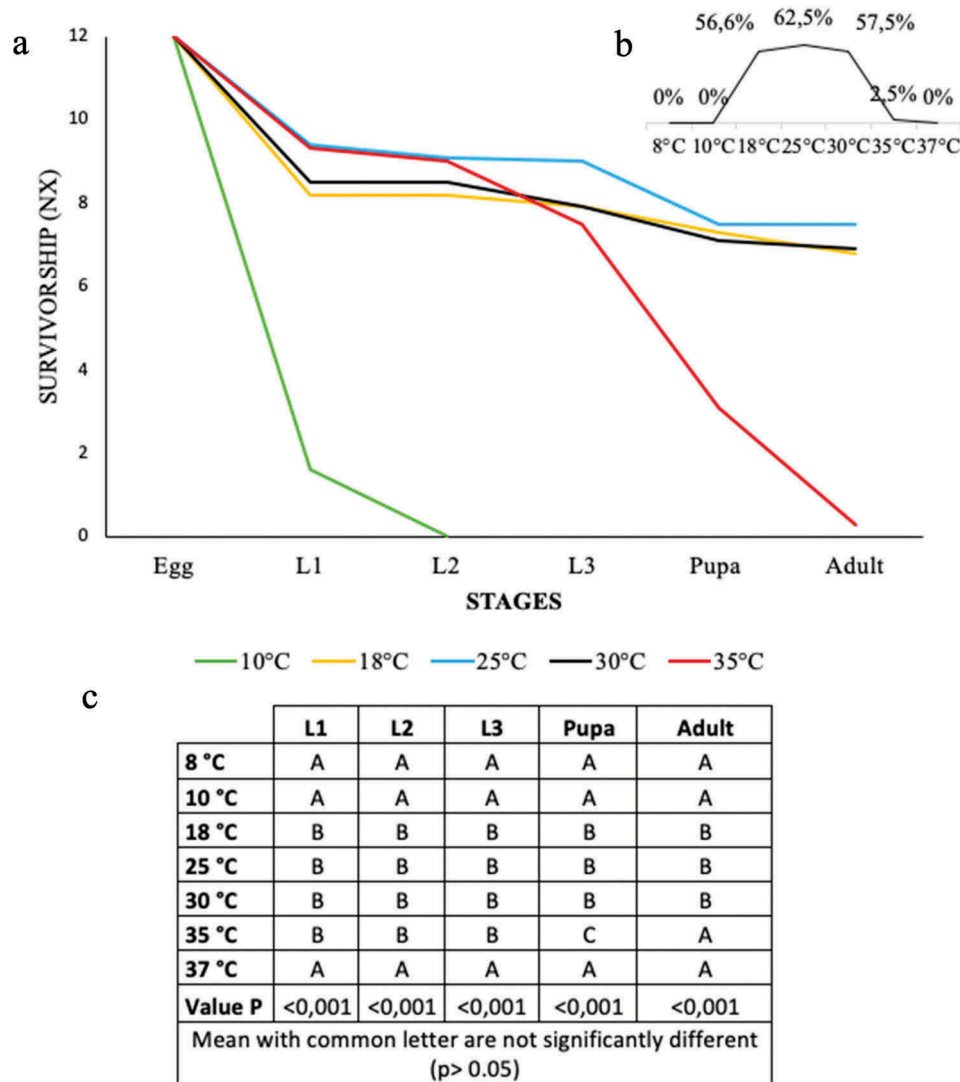 a
12
10
8
6
4
2
0
SURVIVORSHIP (NX)
Egg L1 L2 L3 Pupa Adult
STAGES
10°C 18°C 25°C 30°C 35°C
b
56,6% 62,5% 57,5%
0% 0% 2,5% 0%
8°C 10°C 18°C 25°C 30°C 35°C 37°C
c
L1 L2 L3 Pupa Adult
8 °C A A A A A
10 °C A A A A A
18 °C B B B B B
25 °C B B B B B
30 °C B B B B B
35 °C B B B C A
37 °C A A A A A
Value P <0,001 <0,001 <0,001 <0,001 <0,001
Mean with common letter are not significantly different
(p> 0.05)